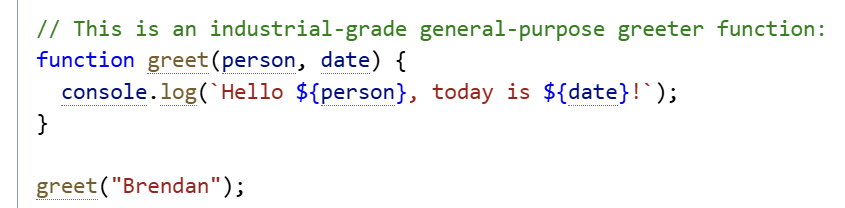 // This is an industrial-grade general-purpose greeter function:
function greet(person, date) {
  console.log(`Hello ${person}, today is ${date}!`);
}

greet("Brendan");